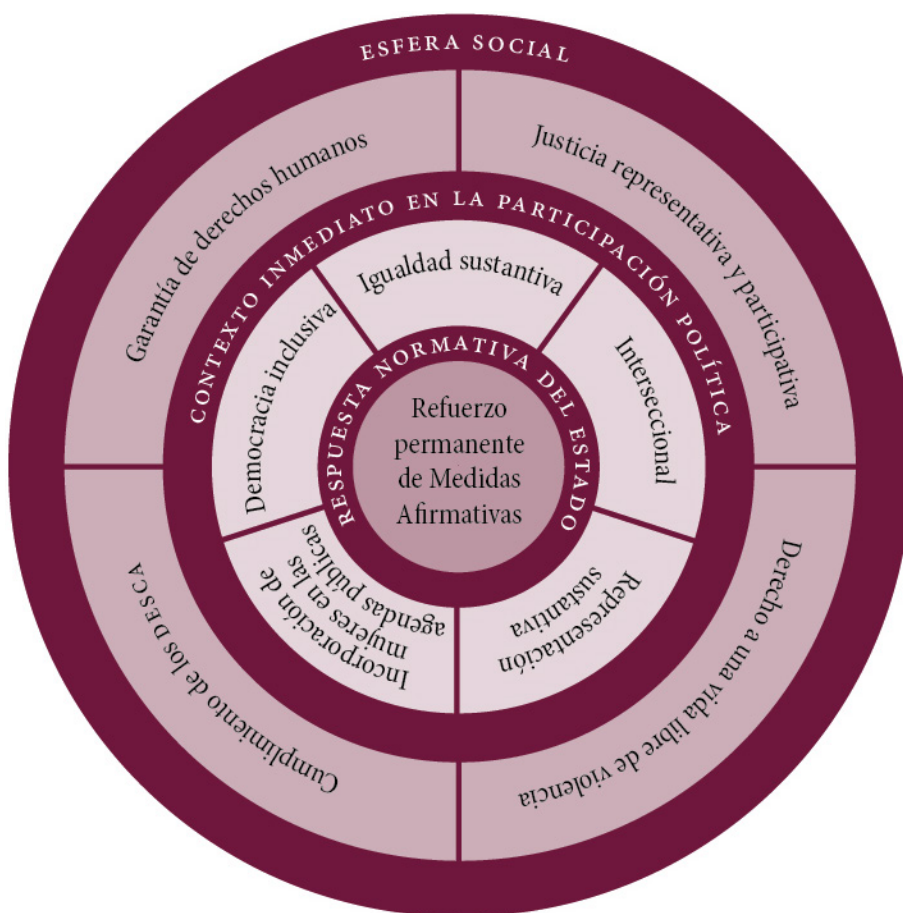 ESFERA SOCIAL
Garantía de derechos humanos
Justicia representativa y participativa
Derecho a una vida libre de violencia
Cumplimiento de los DESCA
CONTEXTO INMEDIATO EN LA PARTICIPACIÓN POLÍTICA
Igualdad sustantiva
Interseccional
Representación
sustantiva
Incorporación de
mujeres en las
agendas públicas
Democracia inclusiva
RESPUESTA NORMATIVA DEL ESTADO
Refuerzo
permanente
de Medidas
Afirmativas